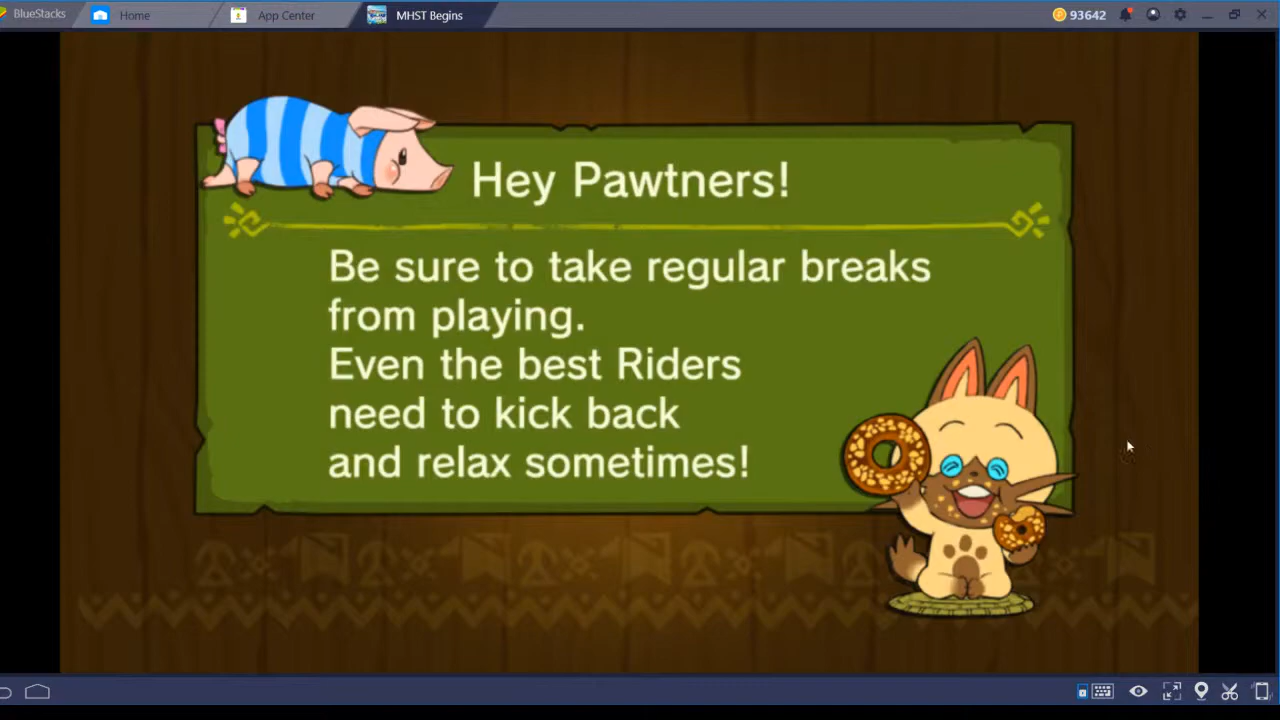 BlueStacks Home App Center MHST Begins 93642
Hey Pawtners!
Be sure to take regular breaks
from playing.
Even the best Riders
need to kick back
and relax sometimes!